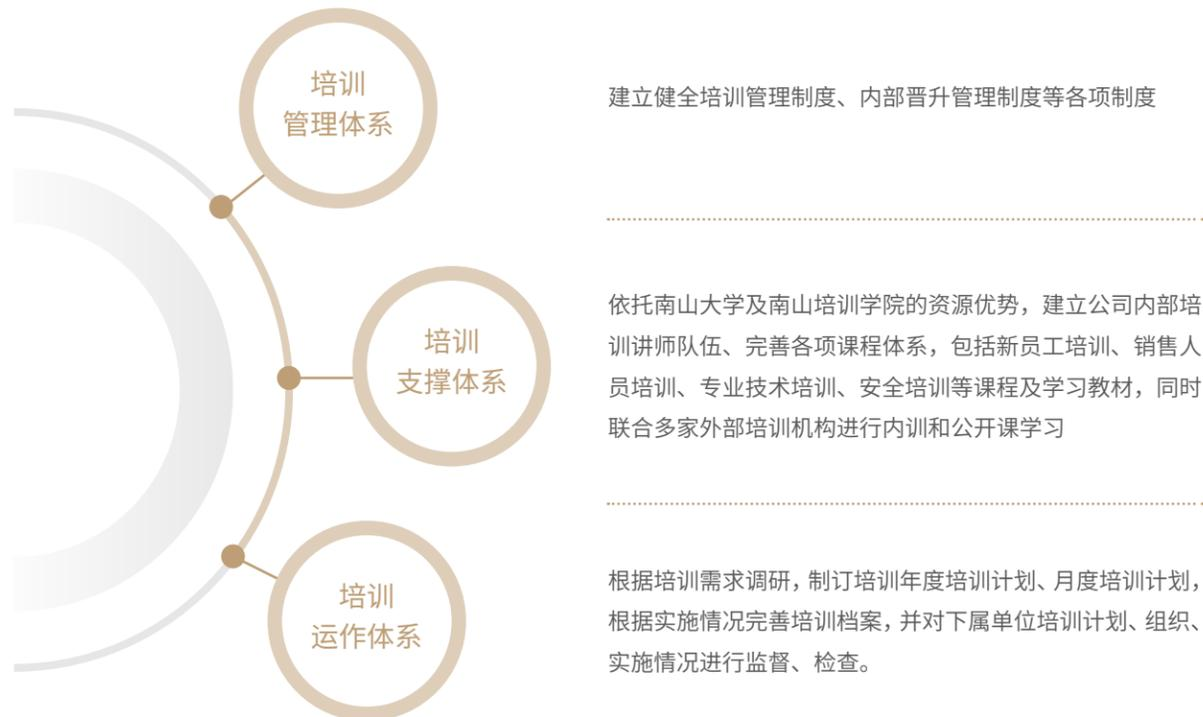 培训
管理体系
建立健全培训管理制度、内部晋升管理制度等各项制度
培训
支撑体系
依托南山大学及南山培训学院的资源优势，建立公司内部培
训讲师队伍、完善各项课程体系，包括新员工培训、销售人
员培训、专业技术培训、安全培训等课程及学习教材，同时
联合多家外部培训机构进行内训和公开课学习
培训
运作体系
根据培训需求调研，制订培训年度培训计划、月度培训计划，
根据实施情况完善培训档案，并对下属单位培训计划、组织、
实施情况进行监督、检查。